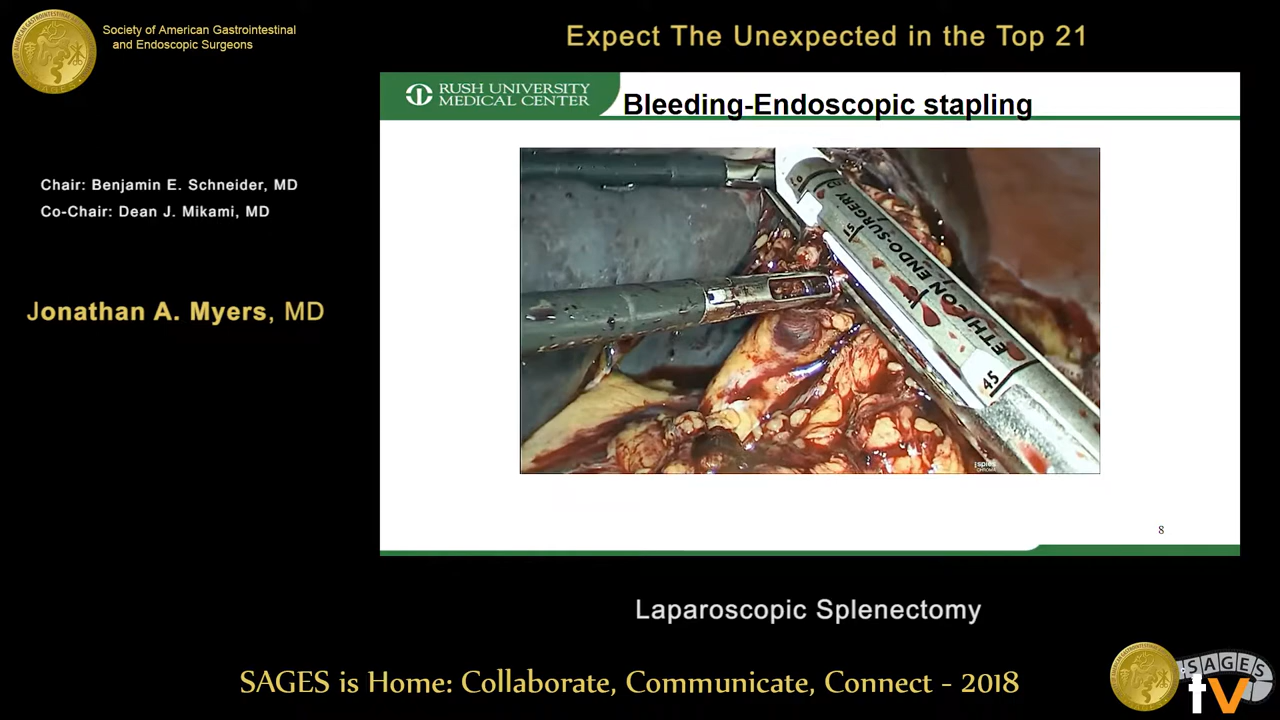 Society of American Gastrointestinal
and Endoscopic Surgeons
Expect The Unexpected in the Top 21
Chair: Benjamin E. Schneider, MD
Co-Chair: Dean J. Mikami, MD
Jonathan A. Myers, MD
RUSH UNIVERSITY
MEDICAL CENTER
Bleeding-Endoscopic stapling
ETHICON ENDO-SURGERY
45
15
8
Laparoscopic Splenectomy
SAGES is Home: Collaborate, Communicate, Connect - 2018
SAGES
tv